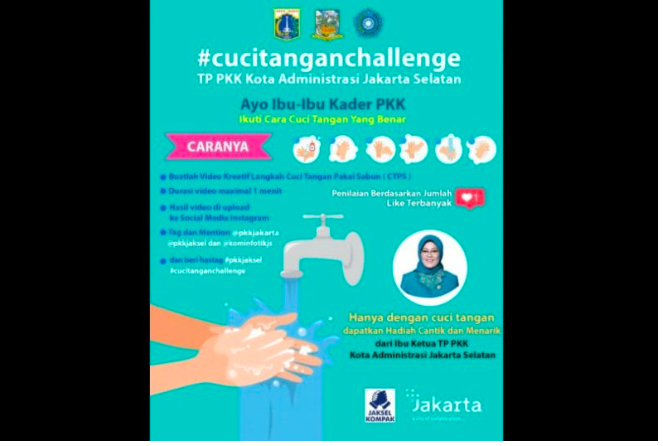 #cucitanganchallenge
TP PKK Kota Administrasi Jakarta Selatan
Ayo Ibu-Ibu Kader PKK
Ikuti Cara Cuci Tangan Yang Benar
CARANYA
Buatlah Video Kreatif Langkah Cuci Tangan Pakai Sabun ( CTPS )
Durasi video maximal 1 menit
Hasil video di upload
ke Social Media Instagram
Tag dan Mention @pkkjakarta
@pkkjaksel dan @kominfotikjs
dan beri hastag #pkkjaksel
#cucitanganchallenge
Penilaian Berdasarkan Jumlah
Like Terbanyak
Hanya dengan cuci tangan
dapatkan Hadiah Cantik dan Menarik
dari Ibu Ketua TP PKK
Kota Administrasi Jakarta Selatan
JAKSEL
KOMPAK
Jakarta